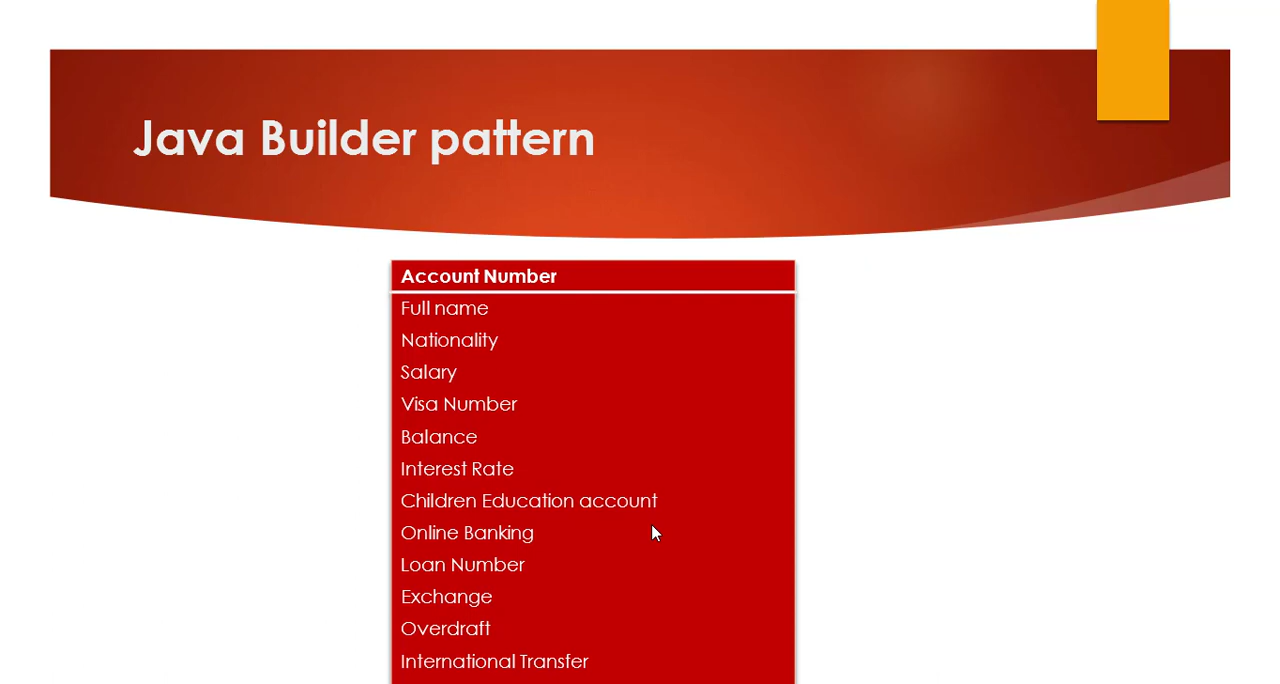 Java Builder pattern
Account Number
Full name
Nationality
Salary
Visa Number
Balance
Interest Rate
Children Education account
Online Banking
Loan Number
Exchange
Overdraft
International Transfer